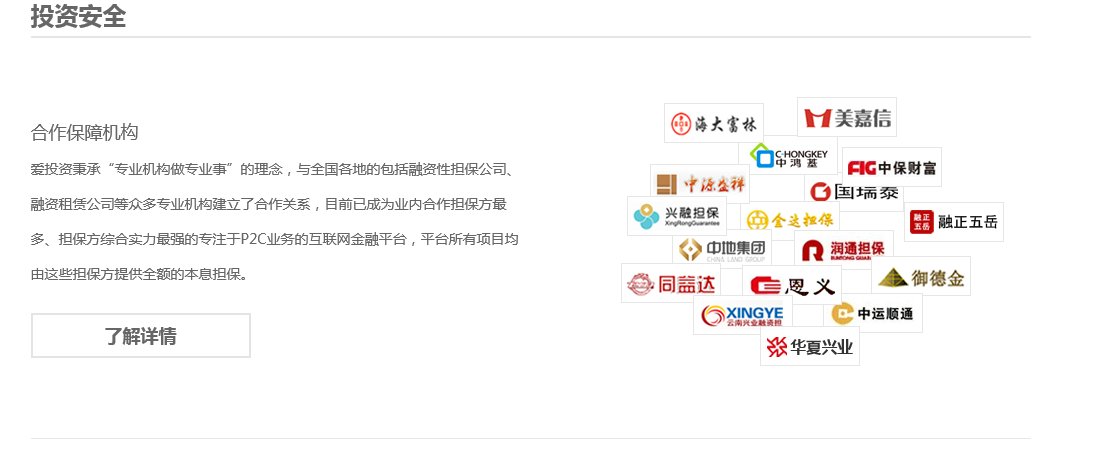 投资安全
合作保障机构
爱投资秉承“专业机构做专业事”的理念，与全国各地的包括融资性担保公司、
融资租赁公司等众多专业机构建立了合作关系，目前已成为业内合作担保方最
多、担保方综合实力最强的专注于P2C业务的互联网金融平台，平台所有项目均
由这些担保方提供全额的本息担保。
了解详情
海大富林
美嘉信
C·HONGKEY
中鸿基
FIG中保财富
中源盛祥
国瑞泰
兴融担保
XingRongGuarantee
金达担保
融正五岳
融正五岳
中地集团
CHINA LAND GROUP
润通担保
同益达
恩义
御德金
XINGYE
云南兴业融资担
中运顺通
华夏兴业